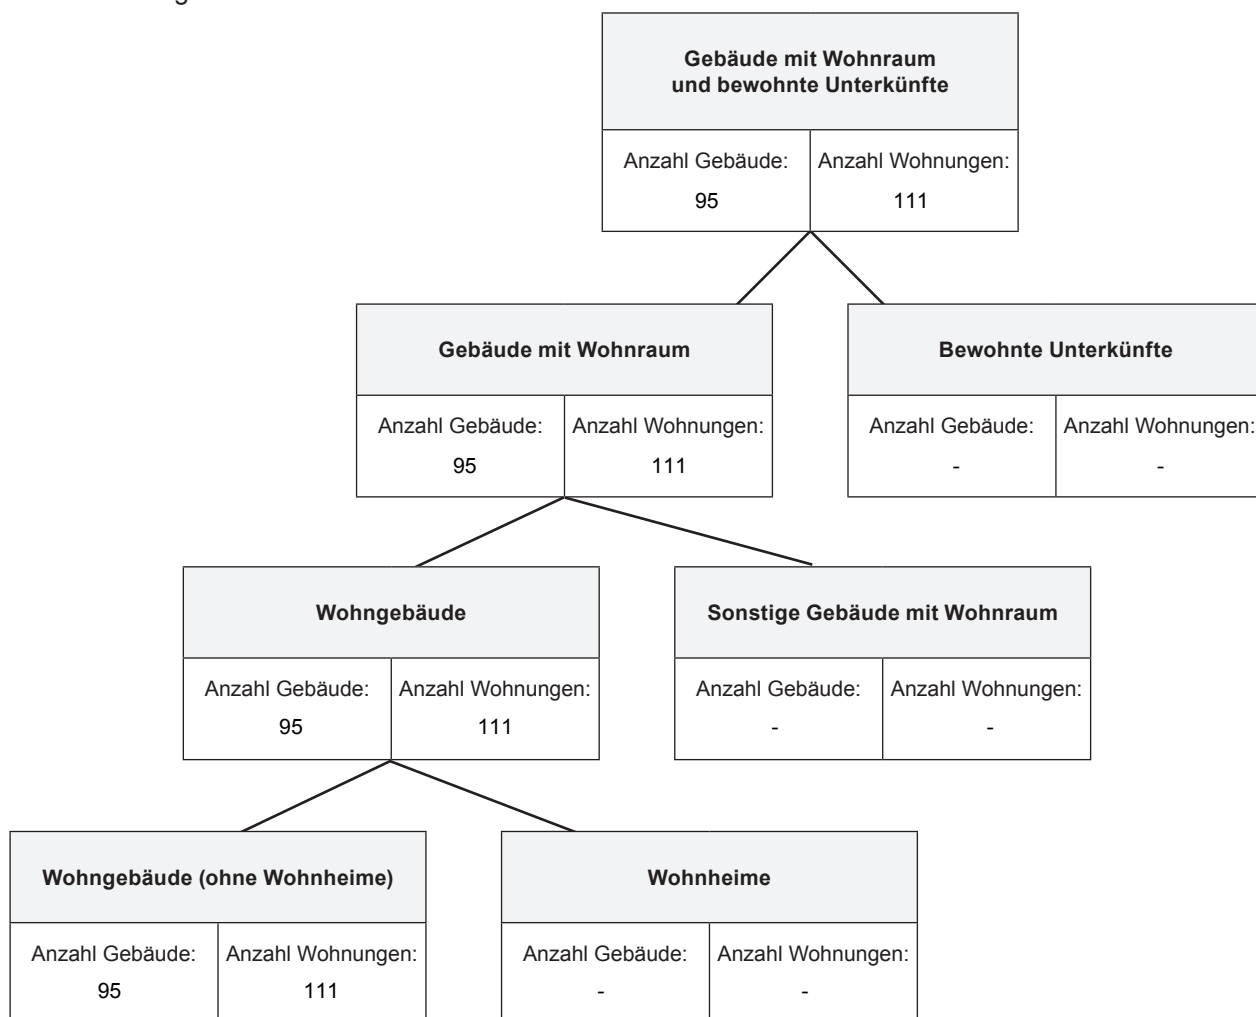 Gebäude mit Wohnraum
und bewohnte Unterkünfte
Anzahl Gebäude: Anzahl Wohnungen:
95 111
Gebäude mit Wohnraum
Bewohnte Unterkünfte
Anzahl Gebäude: Anzahl Wohnungen:
95 111
Anzahl Gebäude: Anzahl Wohnungen:
- -
Wohngebäude
Sonstige Gebäude mit Wohnraum
Anzahl Gebäude: Anzahl Wohnungen:
95 111
Anzahl Gebäude: Anzahl Wohnungen:
- -
Wohngebäude (ohne Wohnheime)
Wohnheime
Anzahl Gebäude: Anzahl Wohnungen:
95 111
Anzahl Gebäude: Anzahl Wohnungen:
- -